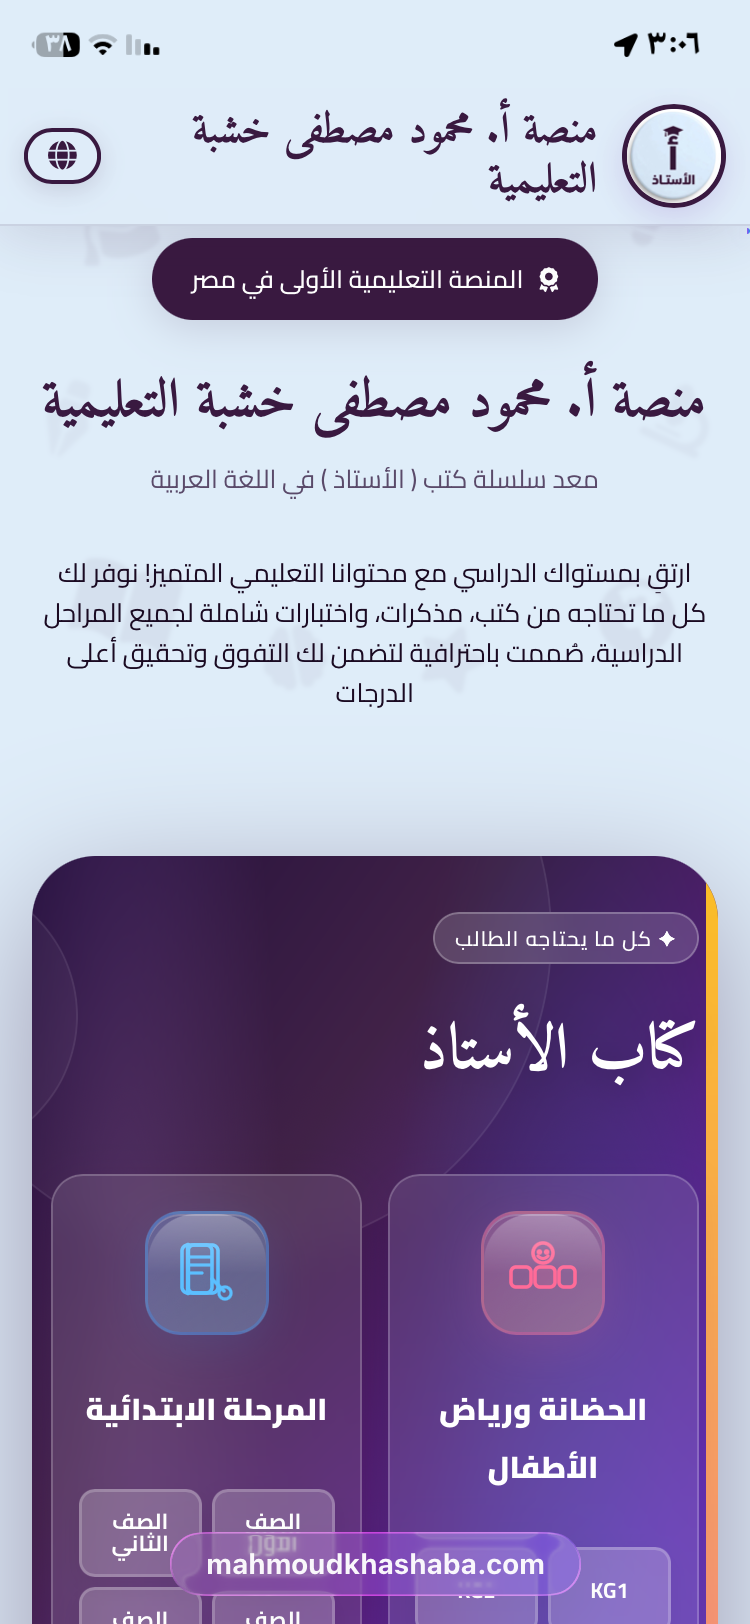 ٣:٠٦
٣٨
أ
الأستاذ
منصة أ. محمود مصطفى خشبة
التعليمية
المنصة التعليمية الأولى في مصر
منصة أ. محمود مصطفى خشبة التعليمية
معد سلسلة كتب ( الأستاذ ) في اللغة العربية
ارتقِ بمستواك الدراسي مع محتوانا التعليمي المتميز! نوفر لك
كل ما تحتاجه من كتب، مذكرات، واختبارات شاملة لجميع المراحل
الدراسية، صُممت باحترافية لتضمن لك التفوق وتحقيق أعلى
الدرجات
كل ما يحتاجه الطالب
كتاب الأستاذ
الحضانة ورياض
الأطفال
KG1
المرحلة الابتدائية
الصف
الصف
الثاني
الصف
الصف
mahmoudkhashaba.com